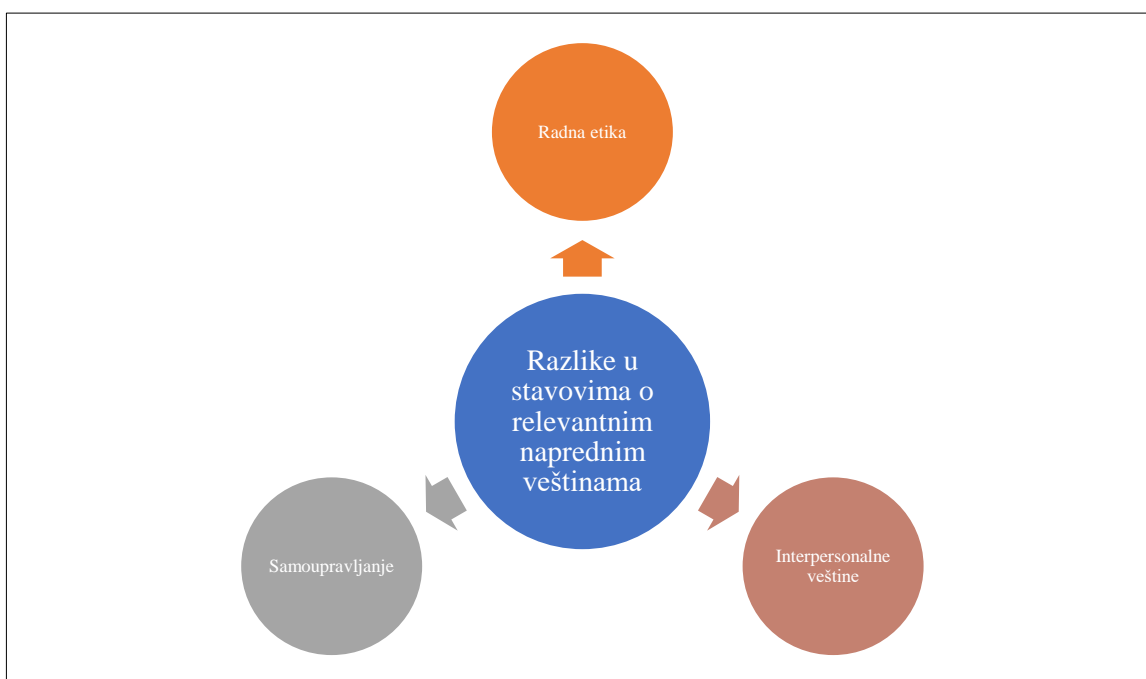 Radna etika
Razlike u
stavovima o
relevantnim
naprednim
veštinama
Samoupravljanje
Interpersonalne
veštine